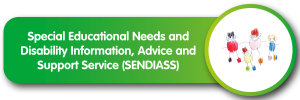 Special Educational Needs and
Disability Information, Advice and
Support Service (SENDIASS)